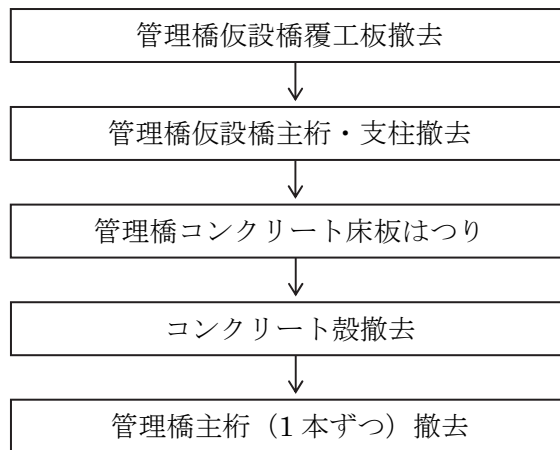 管理橋仮設橋覆工板撤去
管理橋仮設橋主桁・支柱撤去
管理橋コンクリート床板はつり
コンクリート殻撤去
管理橋主桁（1 本ずつ）撤去